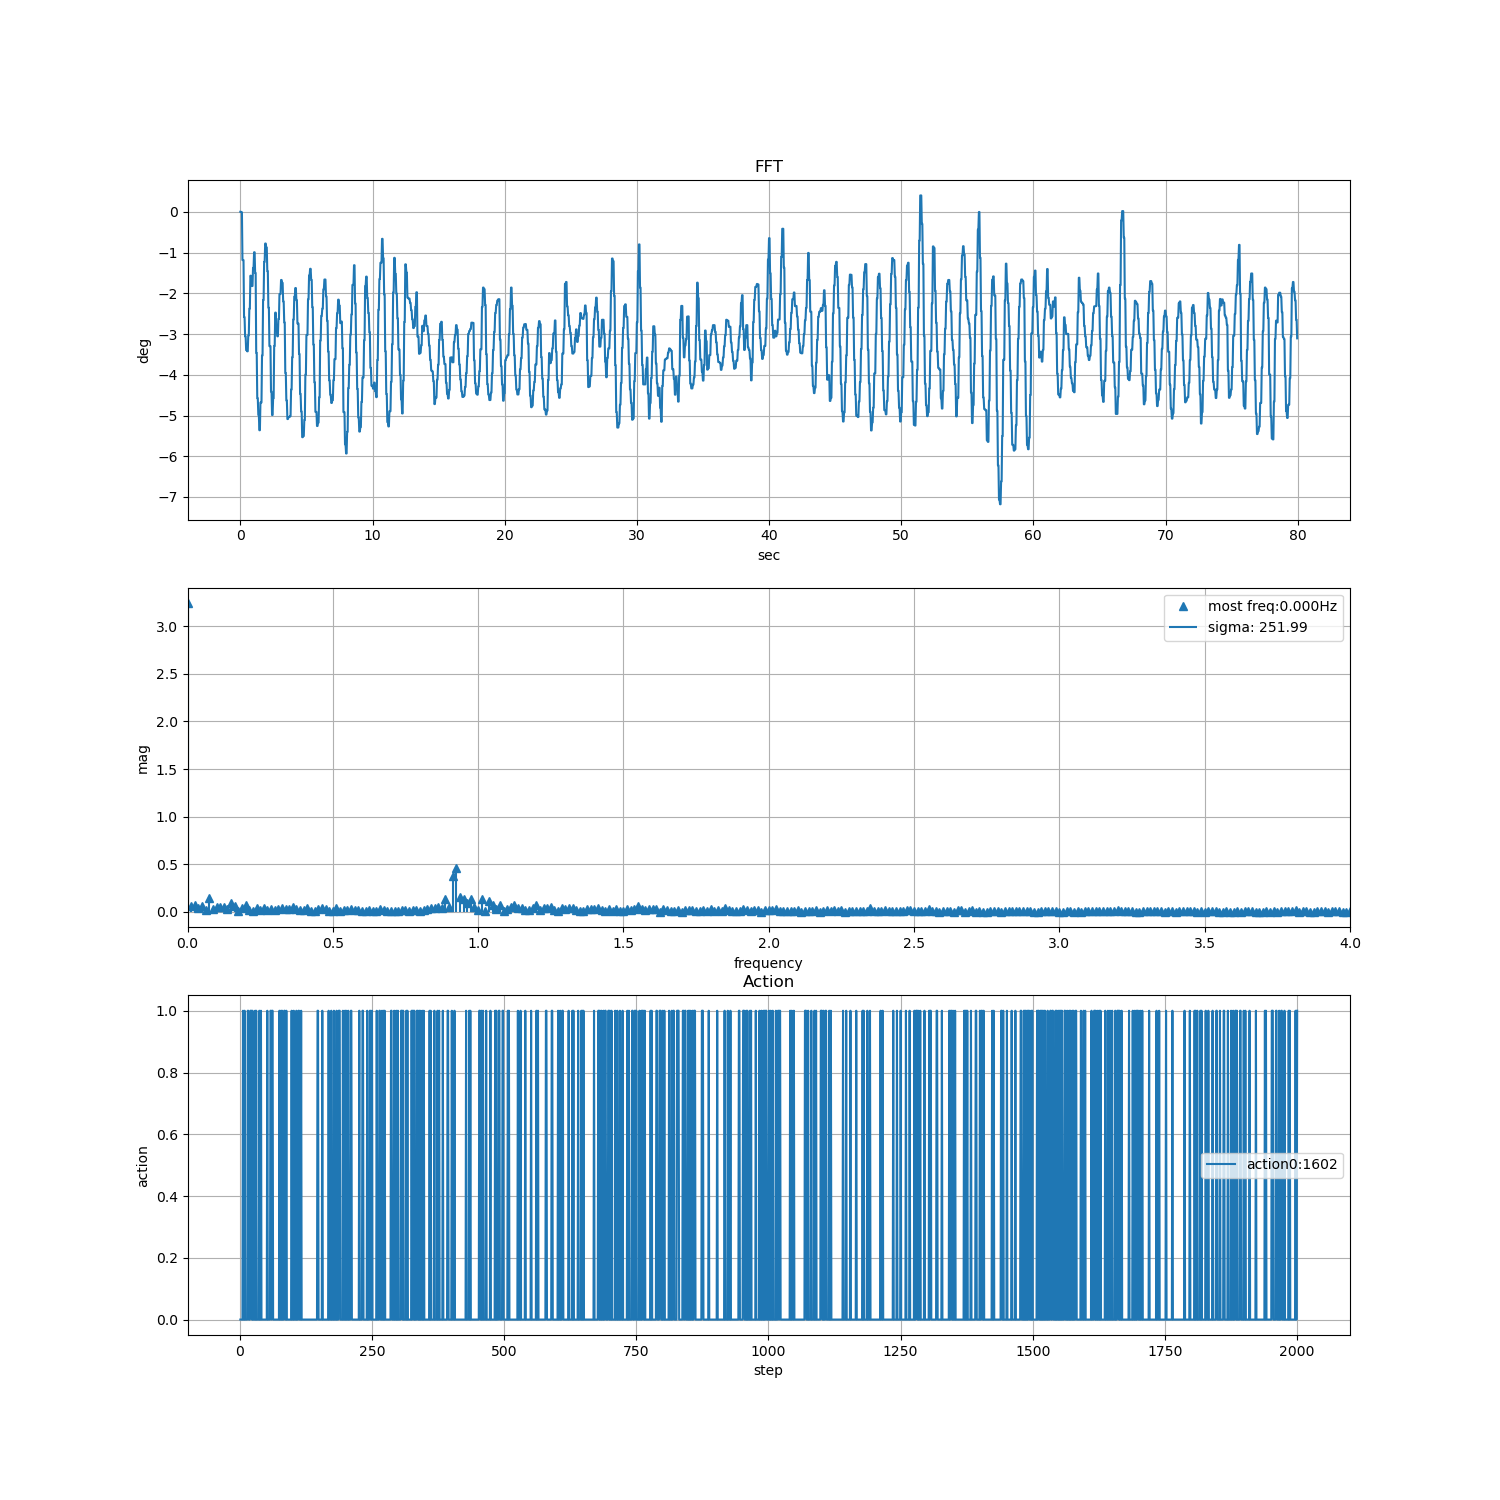 FFT
0
−1
−2
−3
−4
−5
−6
−7
deg
0 10 20 30 40 50 60 70 80
sec
most freq:0.000Hz
sigma: 251.99
3.0
2.5
2.0
1.5
1.0
0.5
0.0
mag
0.0 0.5 1.0 1.5 2.0 2.5 3.0 3.5 4.0
frequency
Action
1.0
0.8
0.6
0.4
0.2
0.0
action
action0:1602
0 250 500 750 1000 1250 1500 1750 2000
step